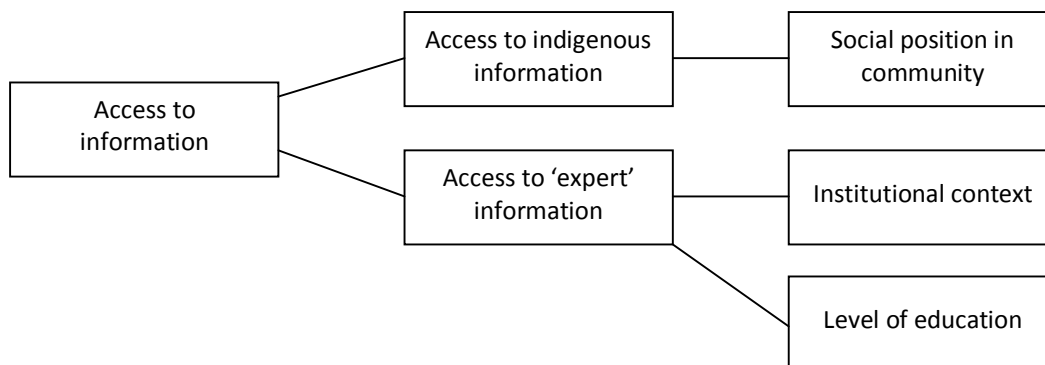 Access to
information
Access to indigenous
information
Access to ‘expert’
information
Social position in
community
Institutional context
Level of education